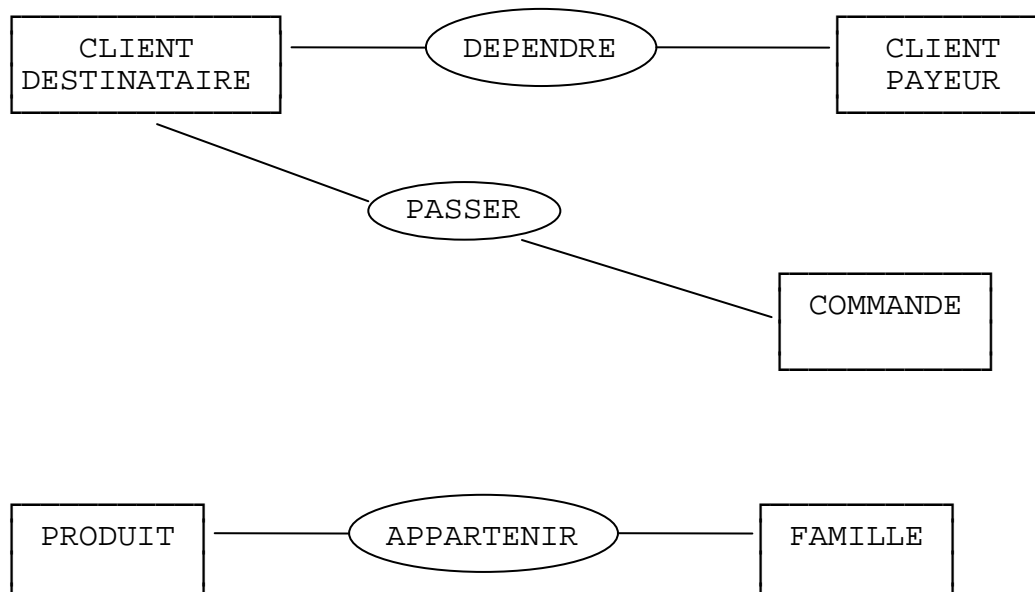 CLIENT
DESTINATAIRE
DEPENDRE
CLIENT
PAYEUR
PASSER
COMMANDE
PRODUIT
APPARTENIR
FAMILLE